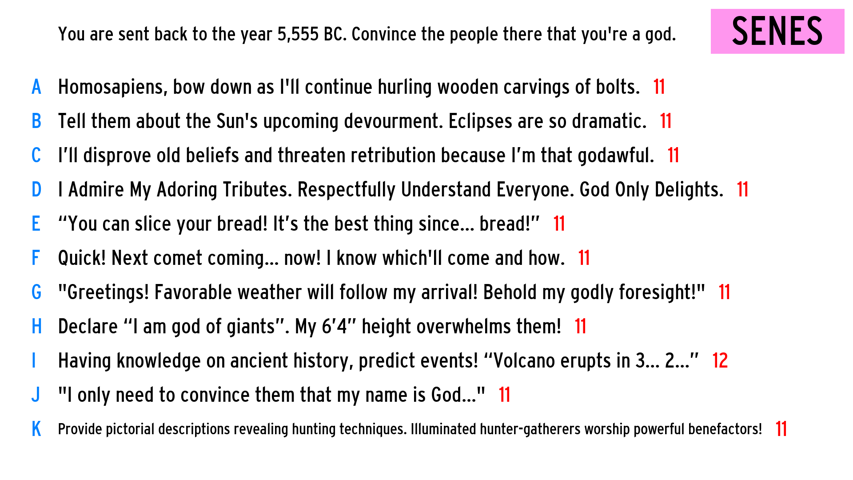 You are sent back to the year 5,555 BC. Convince the people there that you're a god.
SENES
A Homosapiens, bow down as I'll continue hurling wooden carvings of bolts. 11
B Tell them about the Sun's upcoming devourment. Eclipses are so dramatic. 11
C I’ll disprove old beliefs and threaten retribution because I’m that godawful. 11
D I Admire My Adoring Tributes. Respectfully Understand Everyone. God Only Delights. 11
E “You can slice your bread! It’s the best thing since... bread!” 11
F Quick! Next comet coming... now! I know which'll come and how. 11
G "Greetings! Favorable weather will follow my arrival! Behold my godly foresight!" 11
H Declare “I am god of giants”. My 6’4” height overwhelms them! 11
I Having knowledge on ancient history, predict events! “Volcano erupts in 3... 2...” 12
J "I only need to convince them that my name is God..." 11
K Provide pictorial descriptions revealing hunting techniques. Illuminated hunter-gatherers worship powerful benefactors! 11